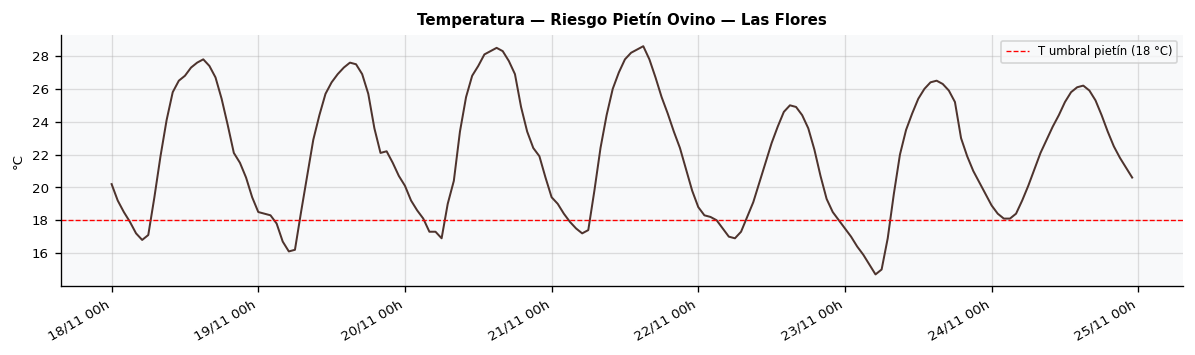 Temperatura — Riesgo Pietín Ovino — Las Flores
T umbral pietín (18 °C)
°C
28
26
24
22
20
18
16
18/11 00h
19/11 00h
20/11 00h
21/11 00h
22/11 00h
23/11 00h
24/11 00h
25/11 00h